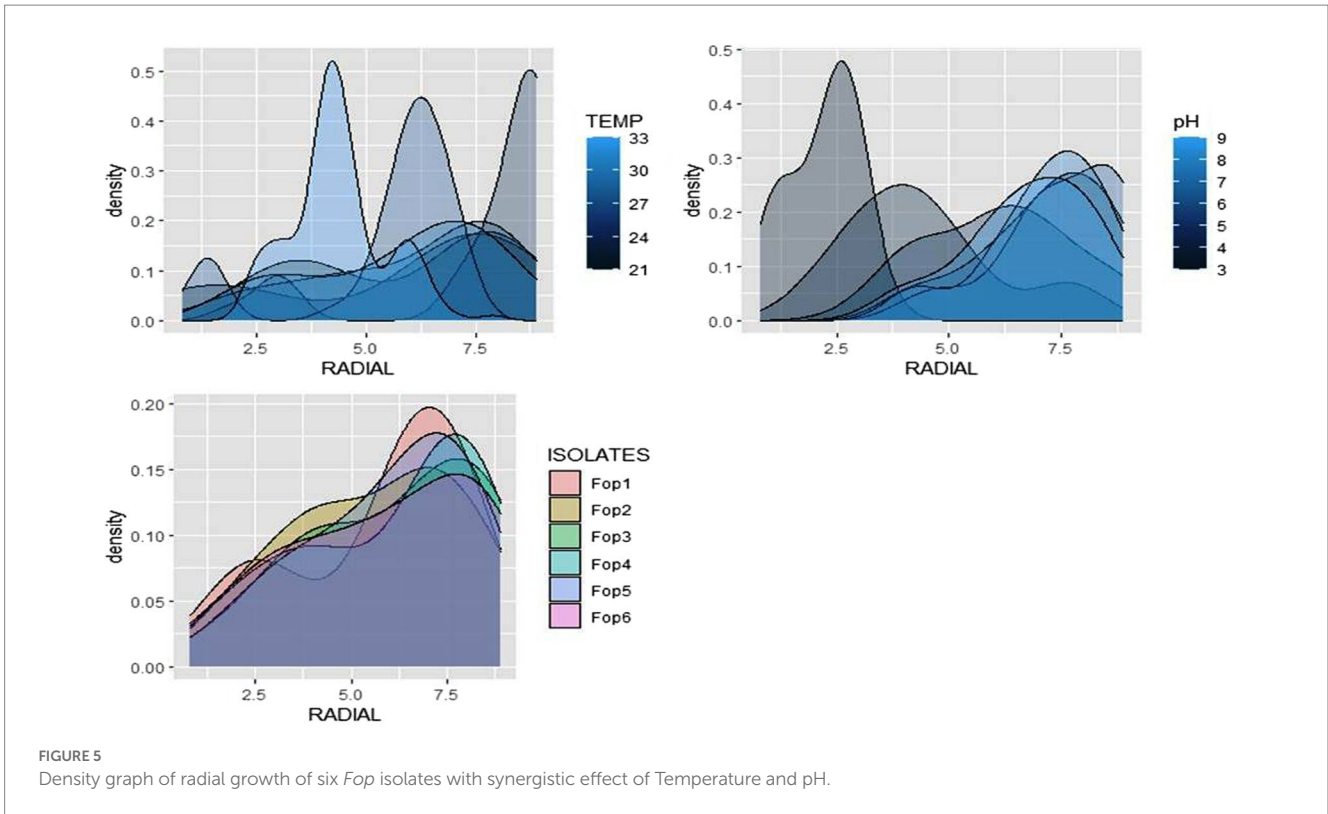 0.5
0.4
0.3
0.2
0.1
0.0
density
2.5 5.0 7.5
RADIAL
TEMP
33
30
27
24
21
0.5
0.4
0.3
0.2
0.1
0.0
density
2.5 5.0 7.5
RADIAL
pH
9
8
7
6
5
4
3
0.20
0.15
0.10
0.05
0.00
density
2.5 5.0 7.5
RADIAL
ISOLATES
Fop1
Fop2
Fop3
Fop4
Fop5
Fop6
FIGURE 5
Density graph of radial growth of six Fop isolates with synergistic effect of Temperature and pH.